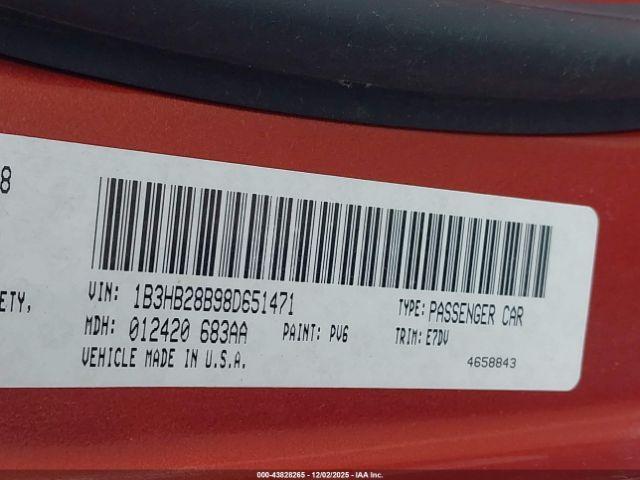 8
ETY,
VIN: 1B3HB28B98D651471 TYPE: PASSENGER CAR
MDH: 012420 683AA PAINT: PV6 TRIM: E7DV
VEHICLE MADE IN U.S.A. 4658843
000-43828265 - 12/02/2025 - IAA Inc.